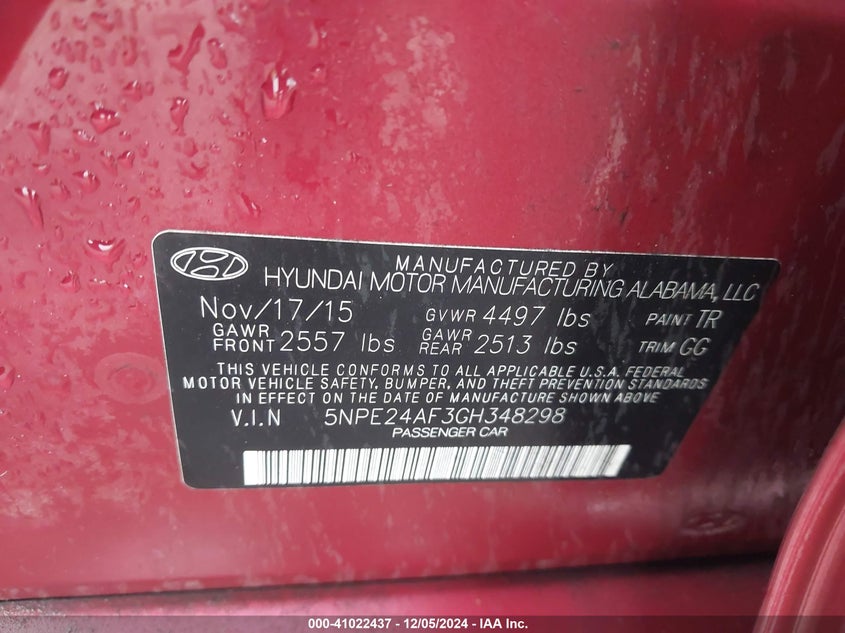 MANUFACTURED BY
HYUNDAI MOTOR MANUFACTURING ALABAMA, LLC
Nov/17/15 GVWR 4497 lbs PAINT TR
GAWR FRONT 2557 lbs GAWR REAR 2513 lbs TRIM GG
THIS VEHICLE CONFORMS TO ALL APPLICABLE U.S.A. FEDERAL
MOTOR VEHICLE SAFETY, BUMPER, AND THEFT PREVENTION STANDARDS
IN EFFECT ON THE DATE OF MANUFACTURE SHOWN ABOVE
V.I.N 5NPE24AF3GH348298
PASSENGER CAR
000-41022437 - 12/05/2024 - IAA Inc.